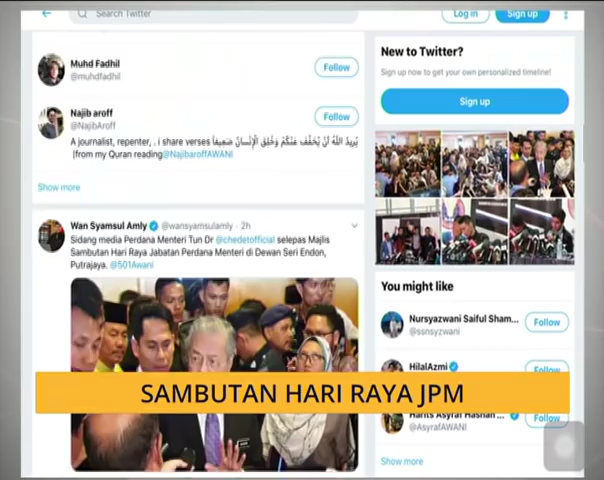 Search Twitter
Log in
Sign up
Muhd Fadhil
@muhdfadhil
Follow
Najib aroff
@NajibAroff
Follow
A journalist, repenter, . i share verses يُرِيدُ اللَّهُ أَنْ يُخَفِّفَ عَنْكُمْ وَخُلِقَ الْإِنْسَانُ ضَعِيفًا
(from my Quran reading@NajibaroffAWANI
Show more
New to Twitter?
Sign up now to get your own personalized timeline!
Sign up
Wan Syamsul Amly @wansyamsulamly · 2h
Sidang media Perdana Menteri Tun Dr @chedetofficial selepas Majlis
Sambutan Hari Raya Jabatan Perdana Menteri di Dewan Seri Endon,
Putrajaya. @501Awani
You might like
Nursyazwani Saiful Sham...
@ssnsyzwani
Follow
HilalAzmi
Follow
Harits Asyraf Hasnan ...
@AsyrafAWANI
Follow
Show more
SAMBUTAN HARI RAYA JPM